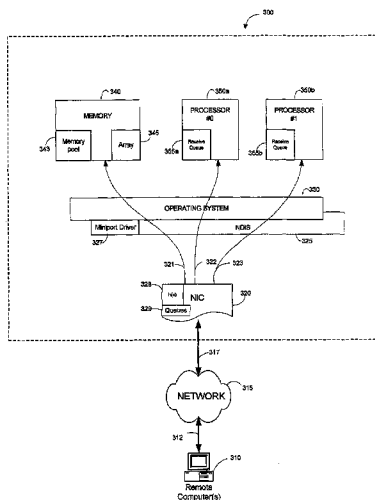 300
340
350a
350b
MEMORY
PROCESSOR
#0
PROCESSOR
#1
343
Memory
pool
Array
345
355a
Receive
Queue
355b
Receive
Queue
330
OPERATING SYSTEM
Miniport Driver
NDIS
327
325
321
322
323
328
NIC
320
329
Queues
317
NETWORK
315
312
310
Remote
Computer(s)